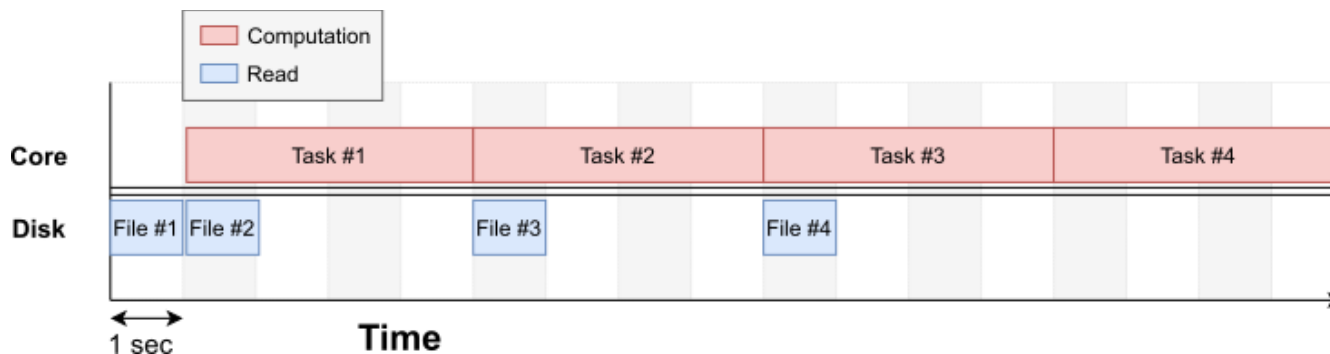 Computation
Read
Core
Task #1 Task #2 Task #3 Task #4
Disk
File #1 File #2 File #3 File #4
1 sec
Time